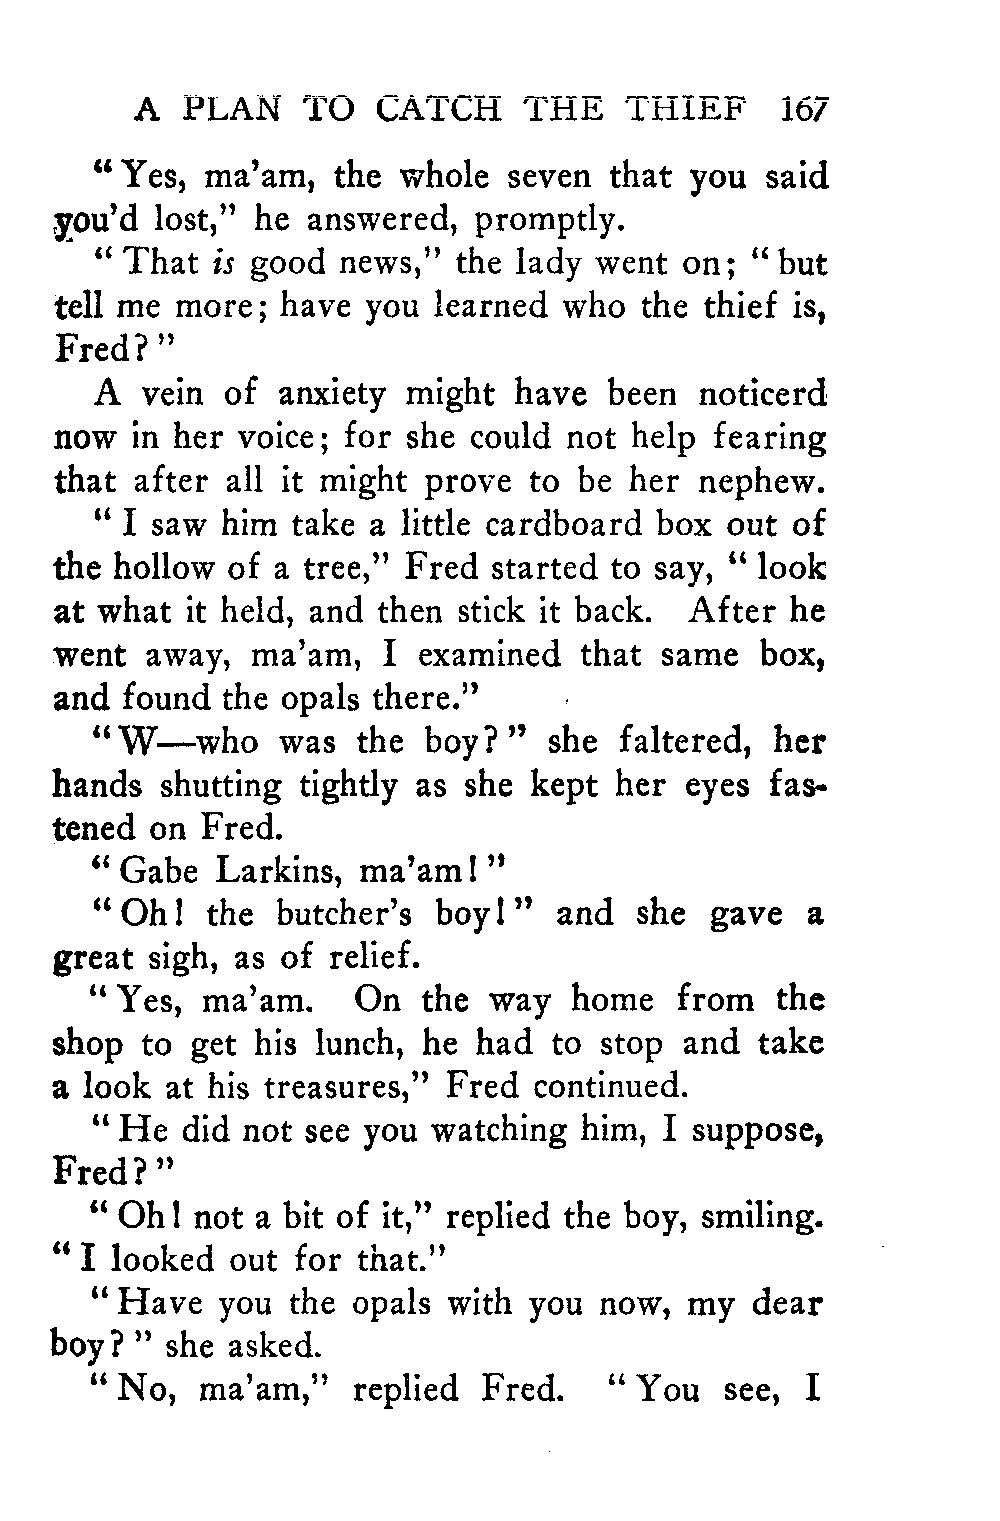 A PLAN TO CATCH THE THIEF 167
"Yes, ma'am, the whole seven that you said
you'd lost," he answered, promptly.
"That is good news," the lady went on; "but
tell me more; have you learned who the thief is,
Fred?"
A vein of anxiety might have been noticerd
now in her voice; for she could not help fearing
that after all it might prove to be her nephew.
"I saw him take a little cardboard box out of
the hollow of a tree," Fred started to say, "look
at what it held, and then stick it back. After he
went away, ma'am, I examined that same box,
and found the opals there."
"W—who was the boy?" she faltered, her
hands shutting tightly as she kept her eyes fas-
tened on Fred.
"Gabe Larkins, ma'am!"
"Oh! the butcher's boy!" and she gave a
great sigh, as of relief.
"Yes, ma'am. On the way home from the
shop to get his lunch, he had to stop and take
a look at his treasures," Fred continued.
"He did not see you watching him, I suppose,
Fred?"
"Oh! not a bit of it," replied the boy, smiling.
"I looked out for that."
"Have you the opals with you now, my dear
boy?" she asked.
"No, ma'am," replied Fred. "You see, I